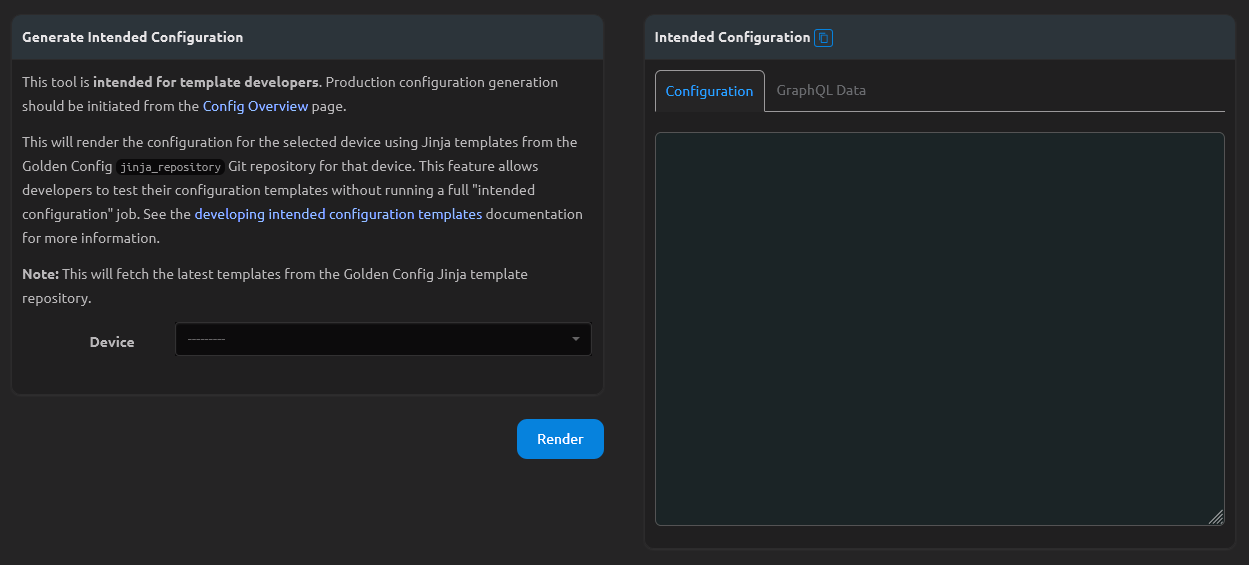 Generate Intended Configuration
This tool is intended for template developers. Production configuration generation
should be initiated from the Config Overview page.
This will render the configuration for the selected device using Jinja templates from the
Golden Config jinja_repository Git repository for that device. This feature allows
developers to test their configuration templates without running a full "intended
configuration" job. See the developing intended configuration templates documentation
for more information.
Note: This will fetch the latest templates from the Golden Config Jinja template
repository.
Device ---------
Render
Intended Configuration
Configuration GraphQL Data